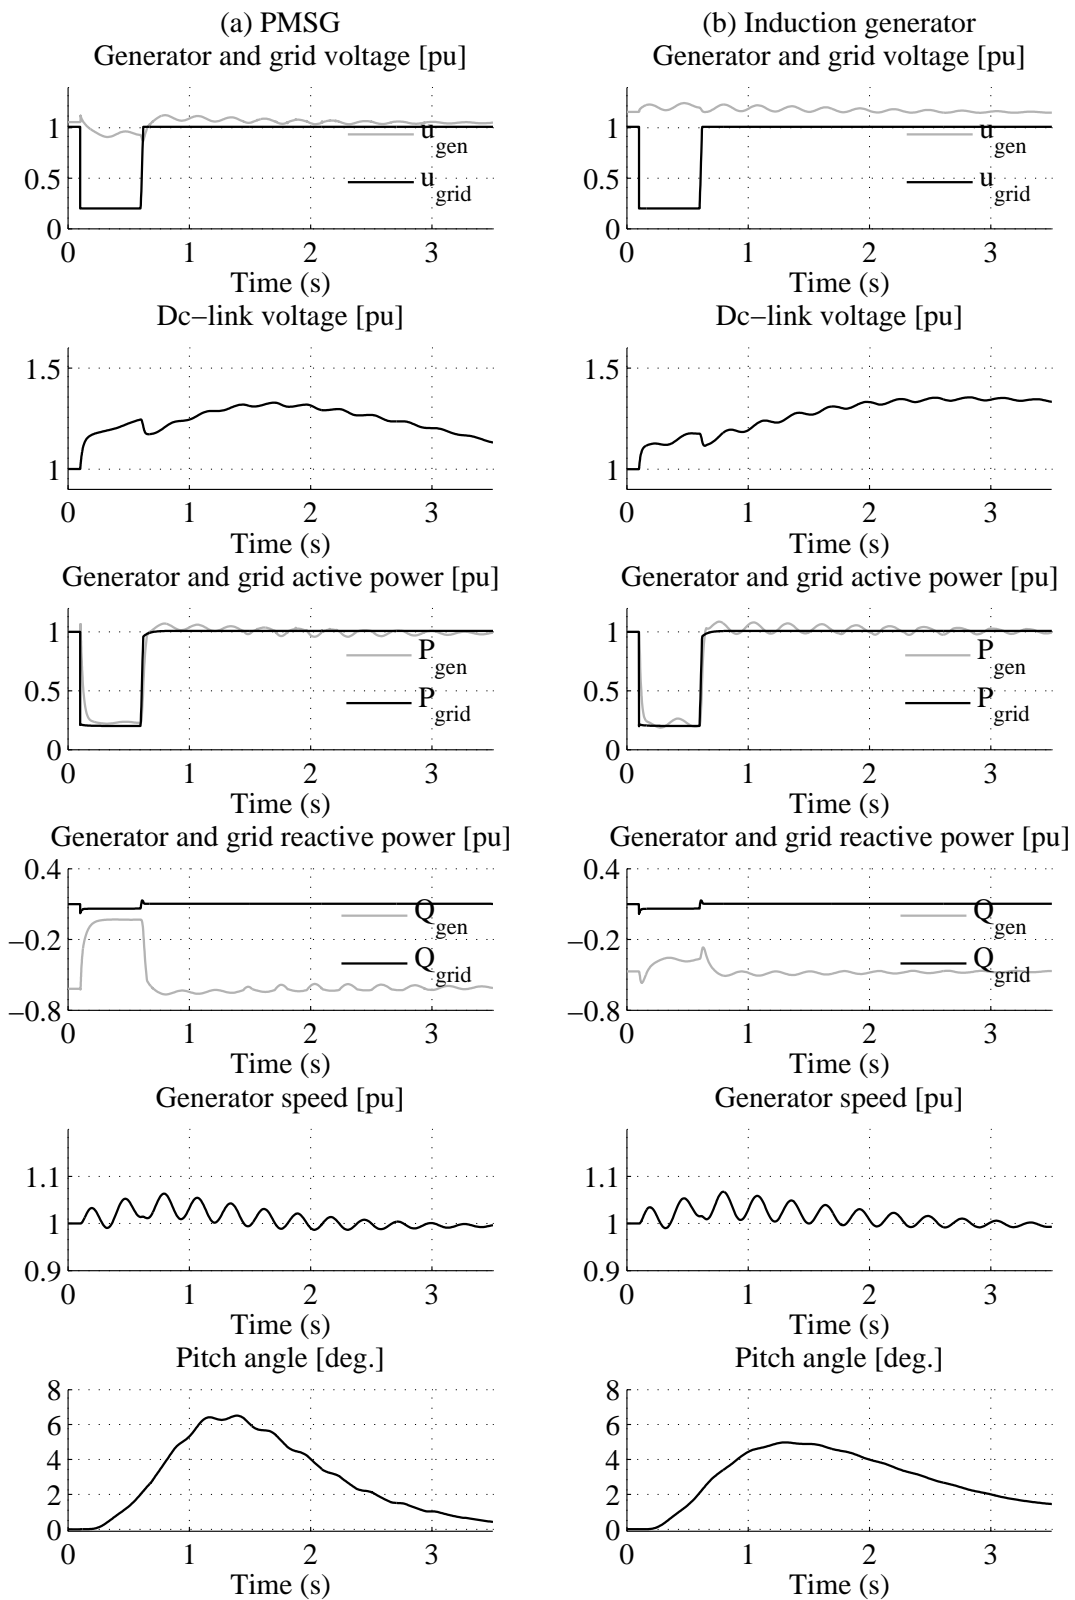 (a) PMSG
Generator and grid voltage [pu]
1
0.5
0
u gen
u grid
0 1 2 3
Time (s)
Dc−link voltage [pu]
1.5
1
0 1 2 3
Time (s)
Generator and grid active power [pu]
1
0.5
0
P gen
P grid
0 1 2 3
Time (s)
Generator and grid reactive power [pu]
0.4
−0.2
−0.8
Q gen
Q grid
0 1 2 3
Time (s)
Generator speed [pu]
1.1
1
0.9
0 1 2 3
Time (s)
Pitch angle [deg.]
8
6
4
2
0
0 1 2 3
Time (s)
(b) Induction generator
Generator and grid voltage [pu]
1
0.5
0
u gen
u grid
0 1 2 3
Time (s)
Dc−link voltage [pu]
1.5
1
0 1 2 3
Time (s)
Generator and grid active power [pu]
1
0.5
0
P gen
P grid
0 1 2 3
Time (s)
Generator and grid reactive power [pu]
0.4
−0.2
−0.8
Q gen
Q grid
0 1 2 3
Time (s)
Generator speed [pu]
1.1
1
0.9
0 1 2 3
Time (s)
Pitch angle [deg.]
8
6
4
2
0
0 1 2 3
Time (s)